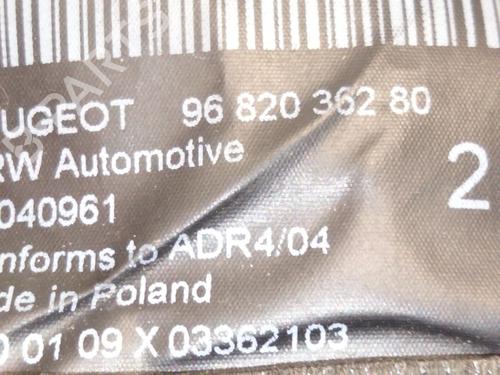 UGEOT 96 820 362 80
RW Automotive
040961
2
nforms to ADR4/04
de in Poland
0 01 09 X 03362103